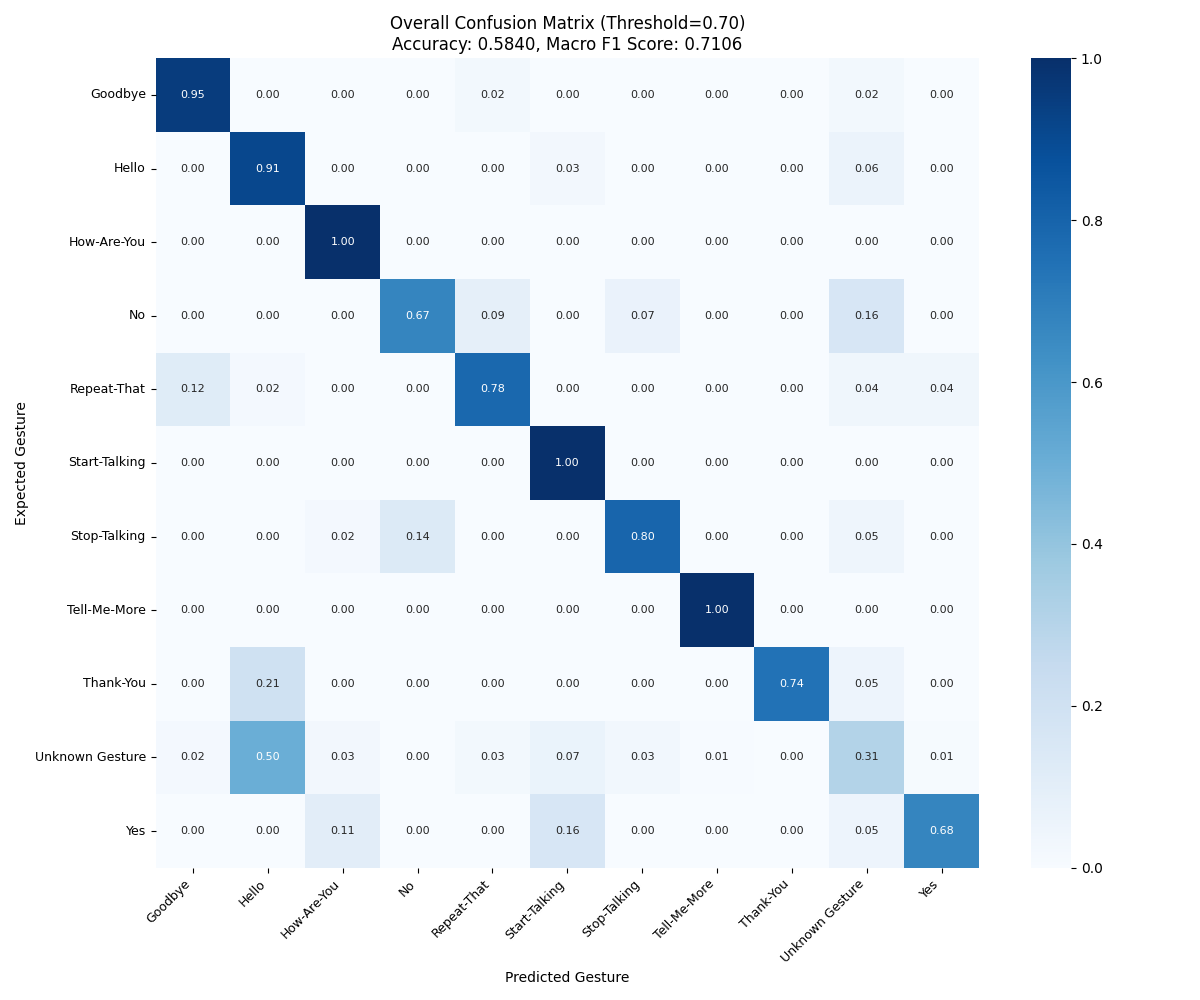 Overall Confusion Matrix (Threshold=0.70)
Accuracy: 0.5840, Macro F1 Score: 0.7106
Goodbye 0.95 0.00 0.00 0.00 0.02 0.00 0.00 0.00 0.00 0.02 0.00
Hello 0.00 0.91 0.00 0.00 0.00 0.03 0.00 0.00 0.00 0.06 0.00
How-Are-You 0.00 0.00 1.00 0.00 0.00 0.00 0.00 0.00 0.00 0.00 0.00
No 0.00 0.00 0.00 0.67 0.09 0.00 0.07 0.00 0.00 0.16 0.00
Repeat-That 0.12 0.02 0.00 0.00 0.78 0.00 0.00 0.00 0.00 0.04 0.04
Start-Talking 0.00 0.00 0.00 0.00 0.00 1.00 0.00 0.00 0.00 0.00 0.00
Stop-Talking 0.00 0.00 0.02 0.14 0.00 0.00 0.80 0.00 0.00 0.05 0.00
Tell-Me-More 0.00 0.00 0.00 0.00 0.00 0.00 0.00 1.00 0.00 0.00 0.00
Thank-You 0.00 0.21 0.00 0.00 0.00 0.00 0.00 0.00 0.74 0.05 0.00
Unknown Gesture 0.02 0.50 0.03 0.00 0.03 0.07 0.03 0.01 0.00 0.31 0.01
Yes 0.00 0.00 0.11 0.00 0.00 0.16 0.00 0.00 0.00 0.05 0.68
Goodbye Hello How-Are-You No Repeat-That Start-Talking Stop-Talking Tell-Me-More Thank-You Unknown Gesture Yes
Predicted Gesture
Expected Gesture
1.0
0.8
0.6
0.4
0.2
0.0